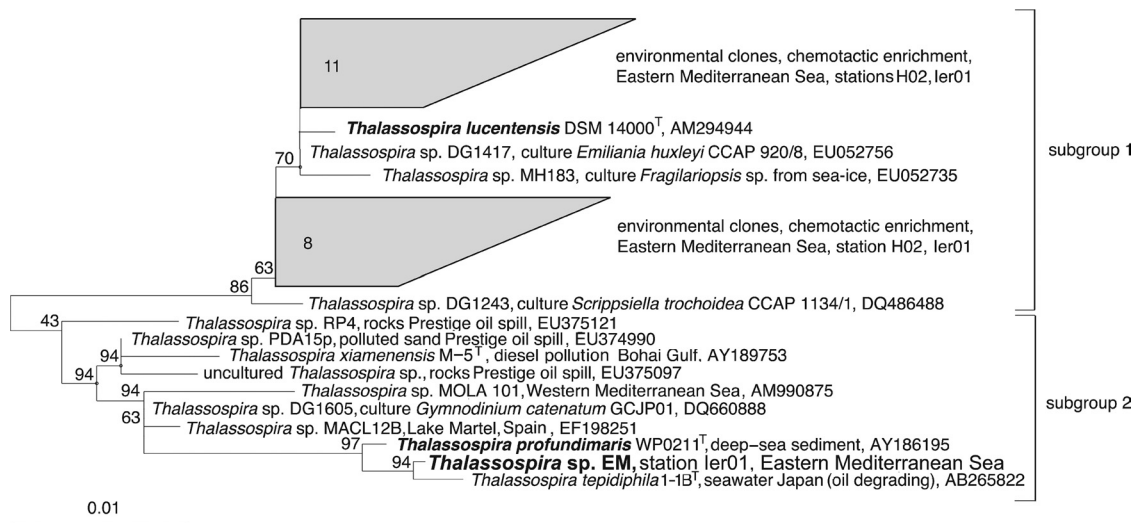 11
environmental clones, chemotactic enrichment,
Eastern Mediterranean Sea, stations H02, Ier01
Thalassospira lucentensis DSM 14000T, AM294944
Thalassospira sp. DG1417, culture Emiliania huxleyi CCAP 920/8, EU052756
70
subgroup 1
Thalassospira sp. MH183, culture Fragilariopsis sp. from sea-ice, EU052735
environmental clones, chemotactic enrichment,
8
Eastern Mediterranean Sea, station H02, Ier01
63
86
Thalassospira sp. DG1243, culture Scrippsiella trochoidea CCAP 1134/1, DQ486488
43
Thalassospira sp. RP4, rocks Prestige oil spill, EU375121
Thalassospira sp. PDA15p, polluted sand Prestige oil spill, EU374990
94
Thalassospira xiamenensis M-5T, diesel pollution Bohai Gulf, AY189753
94
uncultured Thalassospira sp., rocks Prestige oil spill, EU375097
94
Thalassospira sp. MOLA 101, Western Mediterranean Sea, AM990875
subgroup 2
63
Thalassospira sp. DG1605, culture Gymnodinium catenatum GCJP01, DQ660888
Thalassospira sp. MACL12B, Lake Martel, Spain, EF198251
97
Thalassospira profundimaris WP0211T, deep-sea sediment, AY186195
94
Thalassospira sp. EM, station Ier01, Eastern Mediterranean Sea
Thalassospira tepidiphila 1-1BT, seawater Japan (oil degrading), AB265822
0.01